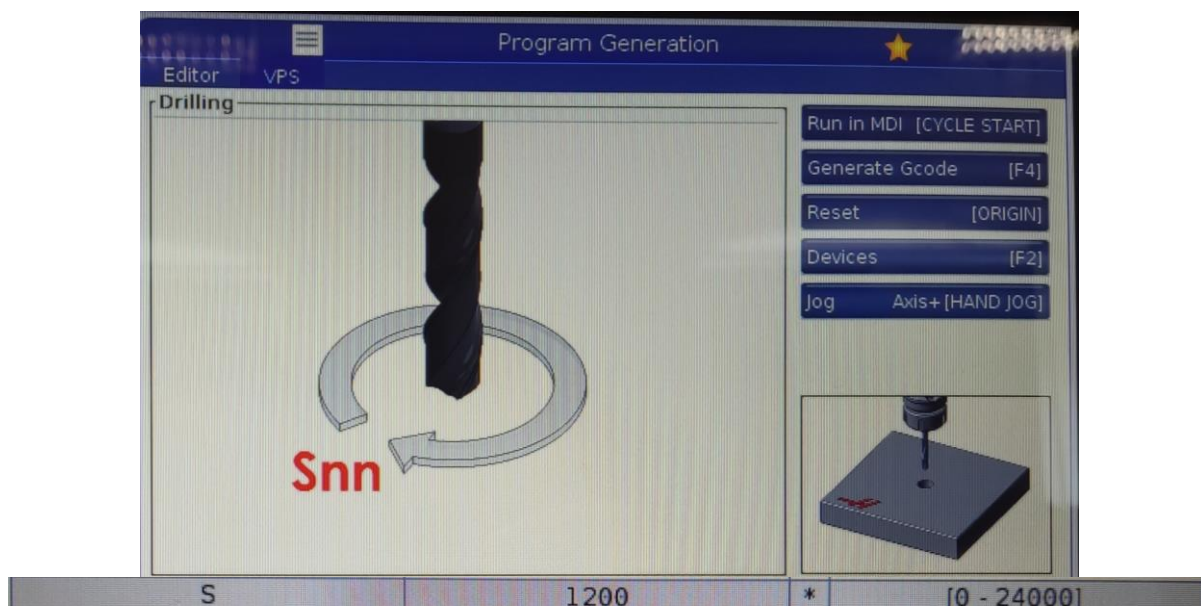 Program Generation
Editor VPS
Drilling
Run in MDI [CYCLE START]
Generate Gcode [F4]
Reset [ORIGIN]
Devices [F2]
Jog Axis+[HAND JOG]
Snn
S 1200 * [0 - 24000]